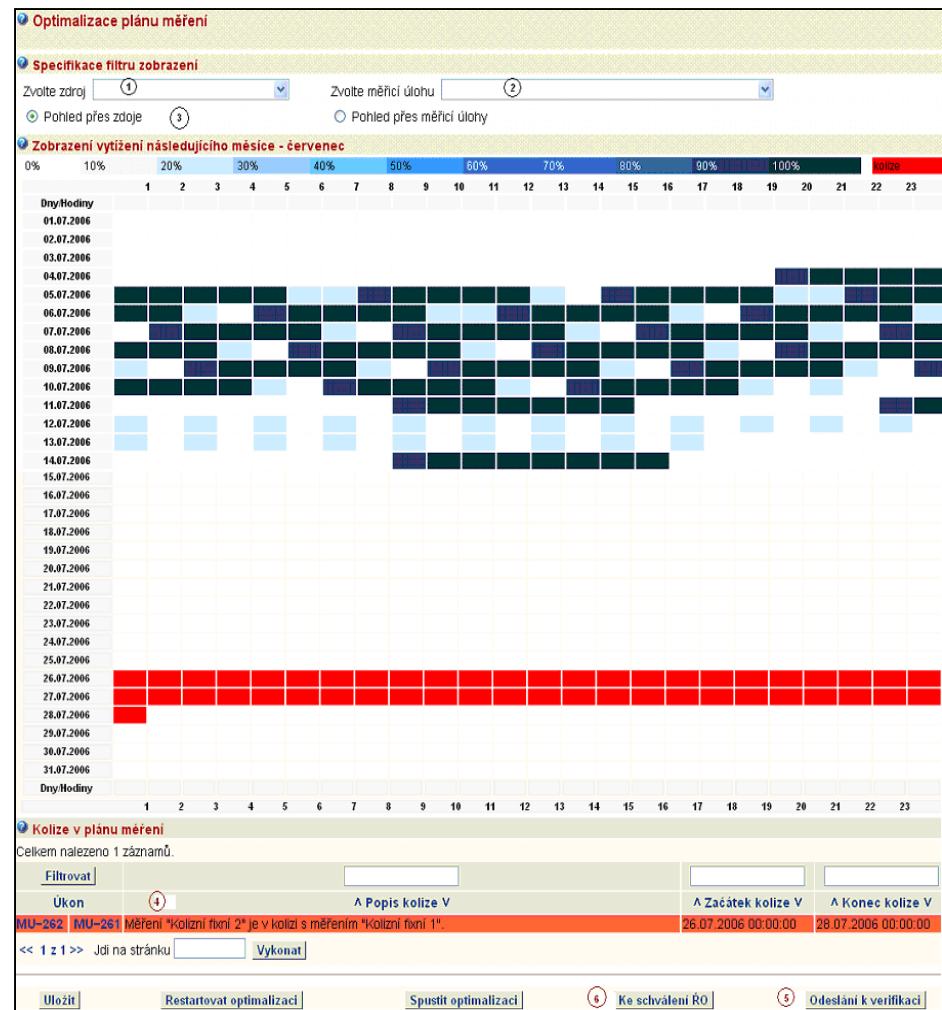 Optimalizace plánu měření
Specifikace filtru zobrazení
Zvolte zdroj 1 Zvolte měřicí úlohu 2
Pohled přes zdoje 3 Pohled přes měřicí úlohy
Zobrazení vytížení následujícího měsíce - červenec
0% 10% 20% 30% 40% 50% 60% 70% 80% 90% 100% kolize
1 2 3 4 5 6 7 8 9 10 11 12 13 14 15 16 17 18 19 20 21 22 23
Dny/Hodiny
01.07.2006
02.07.2006
03.07.2006
04.07.2006
05.07.2006
06.07.2006
07.07.2006
08.07.2006
09.07.2006
10.07.2006
11.07.2006
12.07.2006
13.07.2006
14.07.2006
15.07.2006
16.07.2006
17.07.2006
18.07.2006
19.07.2006
20.07.2006
21.07.2006
22.07.2006
23.07.2006
24.07.2006
25.07.2006
26.07.2006
27.07.2006
28.07.2006
29.07.2006
30.07.2006
31.07.2006
Dny/Hodiny
1 2 3 4 5 6 7 8 9 10 11 12 13 14 15 16 17 18 19 20 21 22 23
Kolize v plánu měření
Celkem nalezeno 1 záznamů.
Filtrovat
Úkon 4 Λ Popis kolize V Λ Začátek kolize V Λ Konec kolize V
MU-262 MU-261 Měření "Kolizní fixní 2" je v kolizi s měřením "Kolizní fixní 1". 26.07.2006 00:00:00 28.07.2006 00:00:00
<< 1 z 1 >> Jdi na stránku Vykonat
Uložit Restartovat optimalizaci Spustit optimalizaci 6 Ke schválení ŘO 5 Odeslání k verifikaci